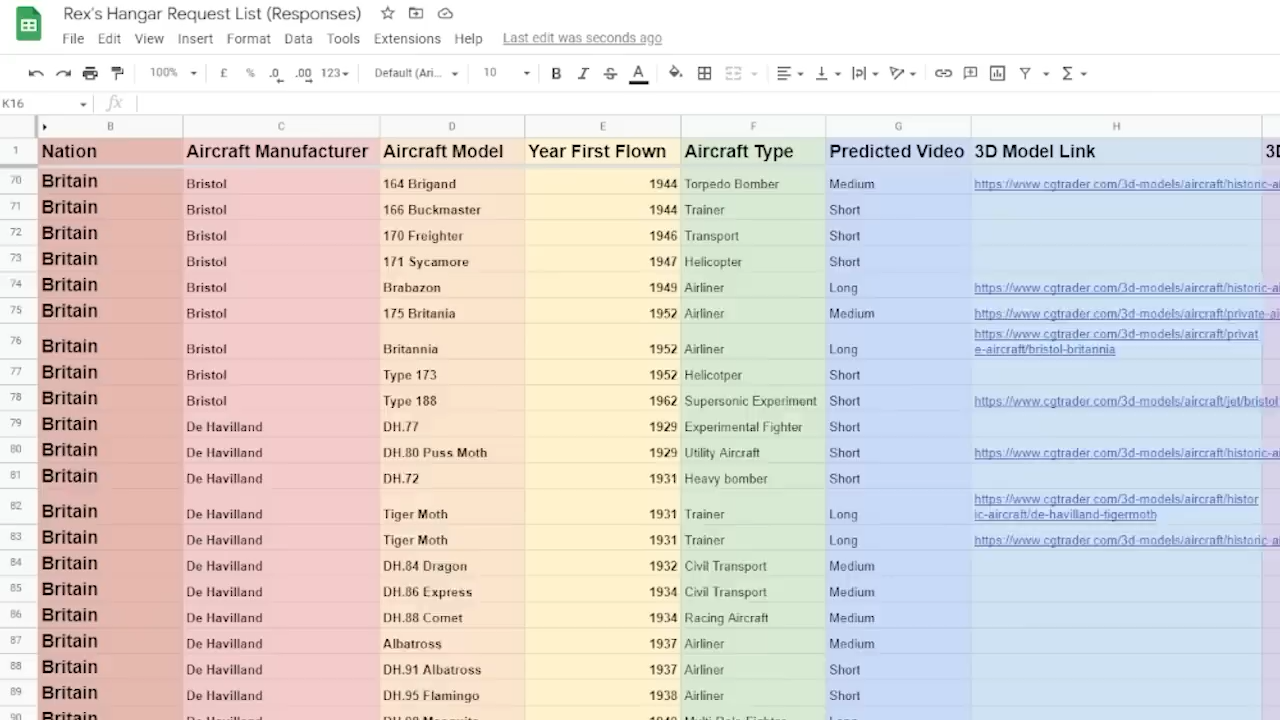 Rex's Hangar Request List (Responses)
File Edit View Insert Format Data Tools Extensions Help Last edit was seconds ago
100% £ % .0 .00 123 Default (Ari... 10 B I S A Σ
K16 fx
B C D E F G H
1 Nation Aircraft Manufacturer Aircraft Model Year First Flown Aircraft Type Predicted Video 3D Model Link 3D
70 Britain Bristol 164 Brigand 1944 Torpedo Bomber Medium https://www.cgtrader.com/3d-models/aircraft/historic-a
71 Britain Bristol 166 Buckmaster 1944 Trainer Short
72 Britain Bristol 170 Freighter 1946 Transport Short
73 Britain Bristol 171 Sycamore 1947 Helicopter Short
74 Britain Bristol Brabazon 1949 Airliner Long https://www.cgtrader.com/3d-models/aircraft/historic-a
75 Britain Bristol 175 Britania 1952 Airliner Medium https://www.cgtrader.com/3d-models/aircraft/private-ai
76 Britain Bristol Britannia 1952 Airliner Long https://www.cgtrader.com/3d-models/aircraft/privat
e-aircraft/bristol-britannia
77 Britain Bristol Type 173 1952 Helicotper Short
78 Britain Bristol Type 188 1962 Supersonic Experiment Short https://www.cgtrader.com/3d-models/aircraft/jet/bristol
79 Britain De Havilland DH.77 1929 Experimental Fighter Short
80 Britain De Havilland DH.80 Puss Moth 1929 Utility Aircraft Short https://www.cgtrader.com/3d-models/aircraft/historic-a
81 Britain De Havilland DH.72 1931 Heavy bomber Short
82 Britain De Havilland Tiger Moth 1931 Trainer Long https://www.cgtrader.com/3d-models/aircraft/histor
ic-aircraft/de-havilland-tigermoth
83 Britain De Havilland Tiger Moth 1931 Trainer Long https://www.cgtrader.com/3d-models/aircraft/historic-a
84 Britain De Havilland DH.84 Dragon 1932 Civil Transport Medium
85 Britain De Havilland DH.86 Express 1934 Civil Transport Medium
86 Britain De Havilland DH.88 Comet 1934 Racing Aircraft Medium
87 Britain De Havilland Albatross 1937 Airliner Medium
88 Britain De Havilland DH.91 Albatross 1937 Airliner Short
89 Britain De Havilland DH.95 Flamingo 1938 Airliner Short
90 Britain De Havilland